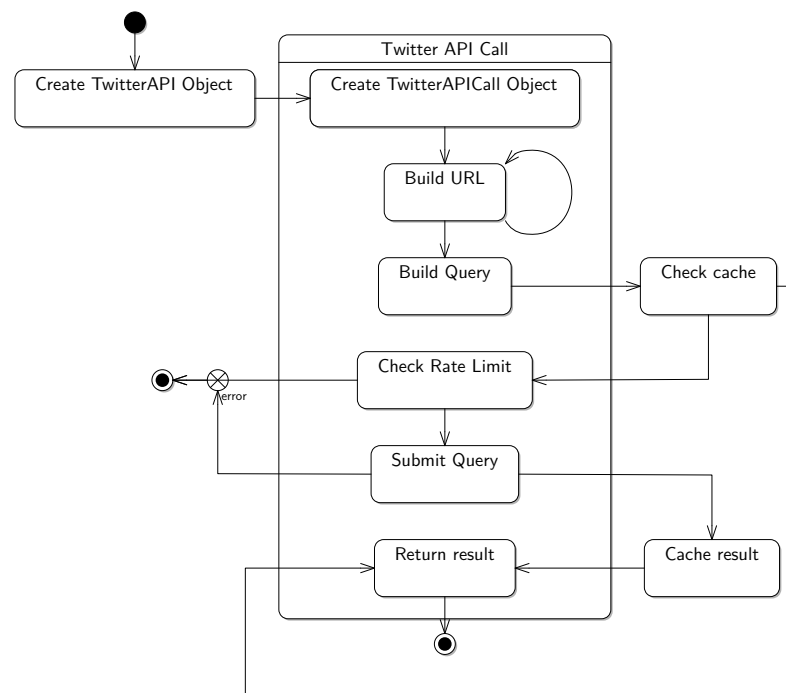 Twitter API Call
Create TwitterAPI Object
Create TwitterAPICall Object
Build URL
Build Query
Check cache
Check Rate Limit
error
Submit Query
Return result
Cache result